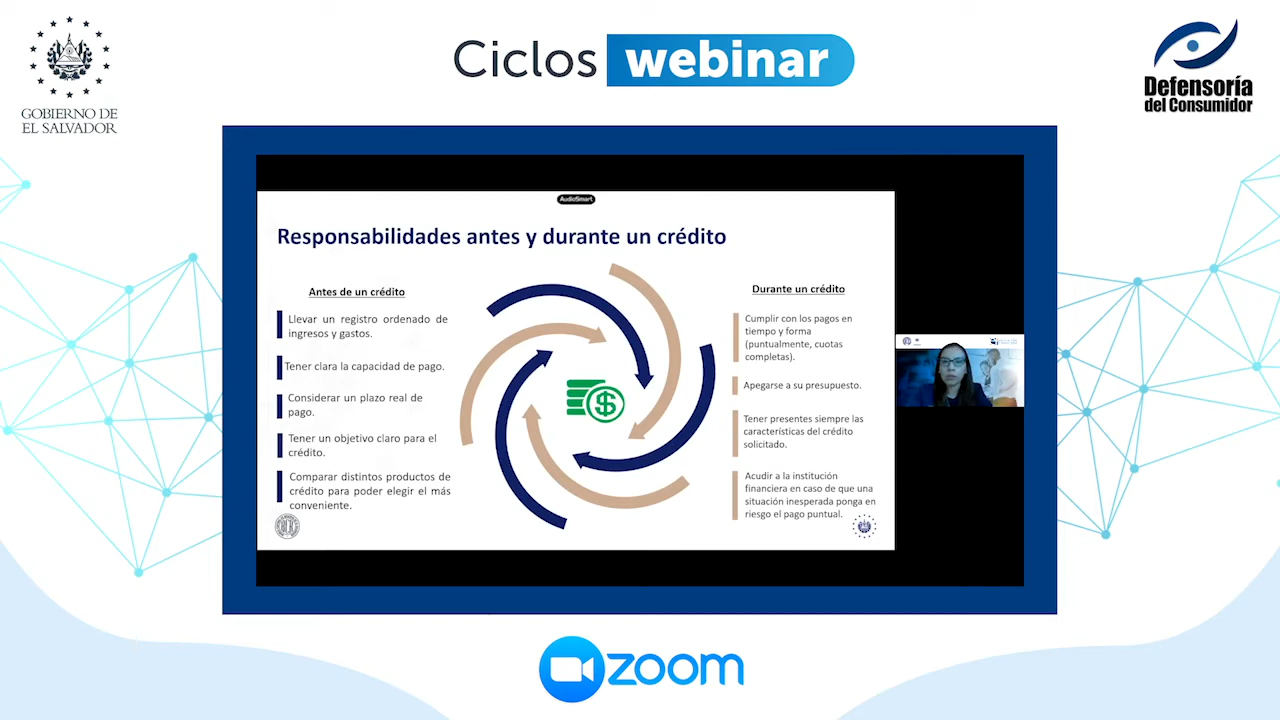 GOBIERNO DE
EL SALVADOR
Ciclos webinar
Defensoría
del Consumidor
AudioSmart
Responsabilidades antes y durante un crédito
Antes de un crédito
Llevar un registro ordenado de
ingresos y gastos.
Tener clara la capacidad de pago.
Considerar un plazo real de
pago.
Tener un objetivo claro para el
crédito.
Comparar distintos productos de
crédito para poder elegir el más
conveniente.
Durante un crédito
Cumplir con los pagos en
tiempo y forma
(puntualmente, cuotas
completas).
Apegarse a su presupuesto.
Tener presentes siempre las
características del crédito
solicitado.
Acudir a la institución
financiera en caso de que una
situación inesperada ponga en
riesgo el pago puntual.
zoom